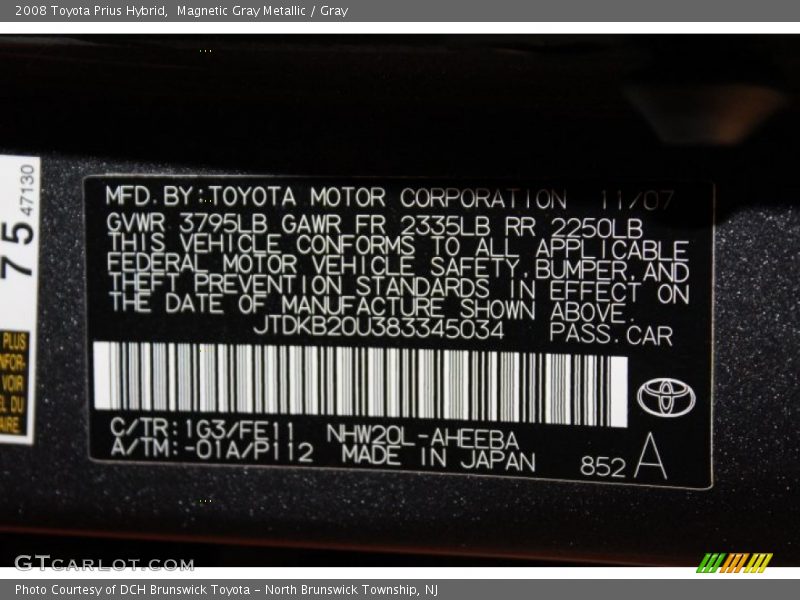 2008 Toyota Prius Hybrid, Magnetic Gray Metallic / Gray
75
47130
PLUS
VOIR
MFD. BY: TOYOTA MOTOR CORPORATION 11/07
GVWR 3795LB GAWR FR 2335LB RR 2250LB
THIS VEHICLE CONFORMS TO ALL APPLICABLE
FEDERAL MOTOR VEHICLE SAFETY, BUMPER, AND
THEFT PREVENTION STANDARDS IN EFFECT ON
THE DATE OF MANUFACTURE SHOWN ABOVE.
JTDKB20U383345034 PASS. CAR
C/TR: 1G3/FE11 NHW20L-AHEEBA
A/TM: -01A/P112 MADE IN JAPAN
852 A
GTCARLOT.COM
Photo Courtesy of DCH Brunswick Toyota - North Brunswick Township, NJ